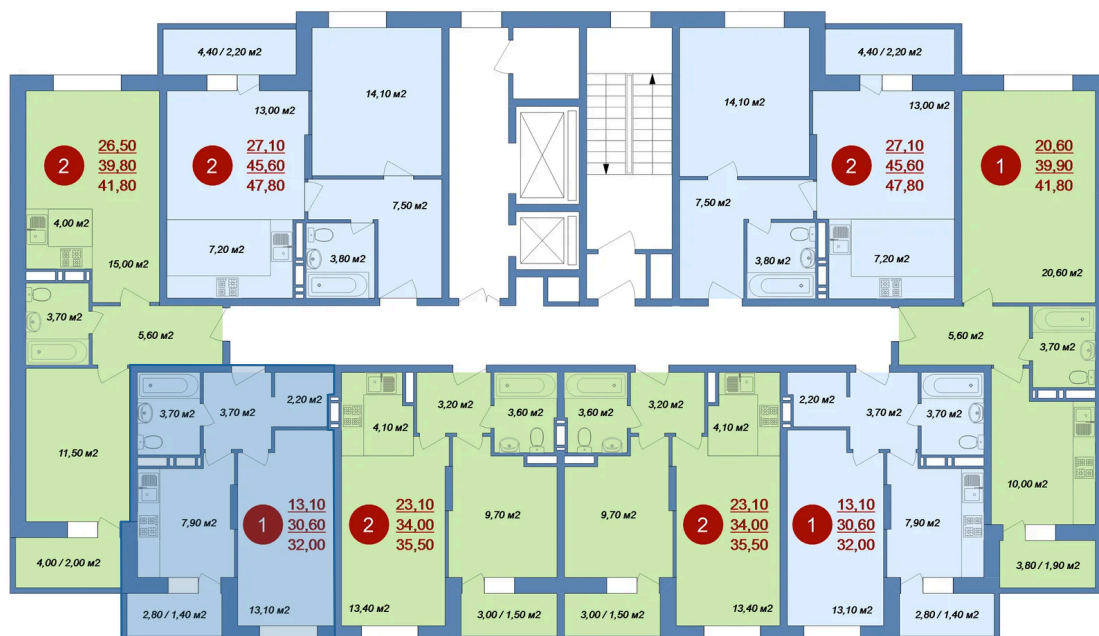 4,40 / 2,20 м2
14,10 м2
13,00 м2
2
27,10
45,60
47,80
7,50 м2
7,20 м2
3,80 м2
2
26,50
39,80
41,80
4,00 м2
15,00 м2
3,70 м2
5,60 м2
11,50 м2
4,00 / 2,00 м2
4,40 / 2,20 м2
14,10 м2
13,00 м2
2
27,10
45,60
47,80
7,50 м2
3,80 м2
7,20 м2
1
20,60
39,90
41,80
20,60 м2
5,60 м2
3,70 м2
10,00 м2
3,80 / 1,90 м2
3,70 м2
3,70 м2
2,20 м2
7,90 м2
1
13,10
30,60
32,00
13,10 м2
2,80 / 1,40 м2
4,10 м2
3,20 м2
3,60 м2
2
23,10
34,00
35,50
9,70 м2
13,40 м2
3,00 / 1,50 м2
3,60 м2
3,20 м2
4,10 м2
9,70 м2
2
23,10
34,00
35,50
3,00 / 1,50 м2
13,40 м2
2,20 м2
3,70 м2
3,70 м2
1
13,10
30,60
32,00
7,90 м2
13,10 м2
2,80 / 1,40 м2